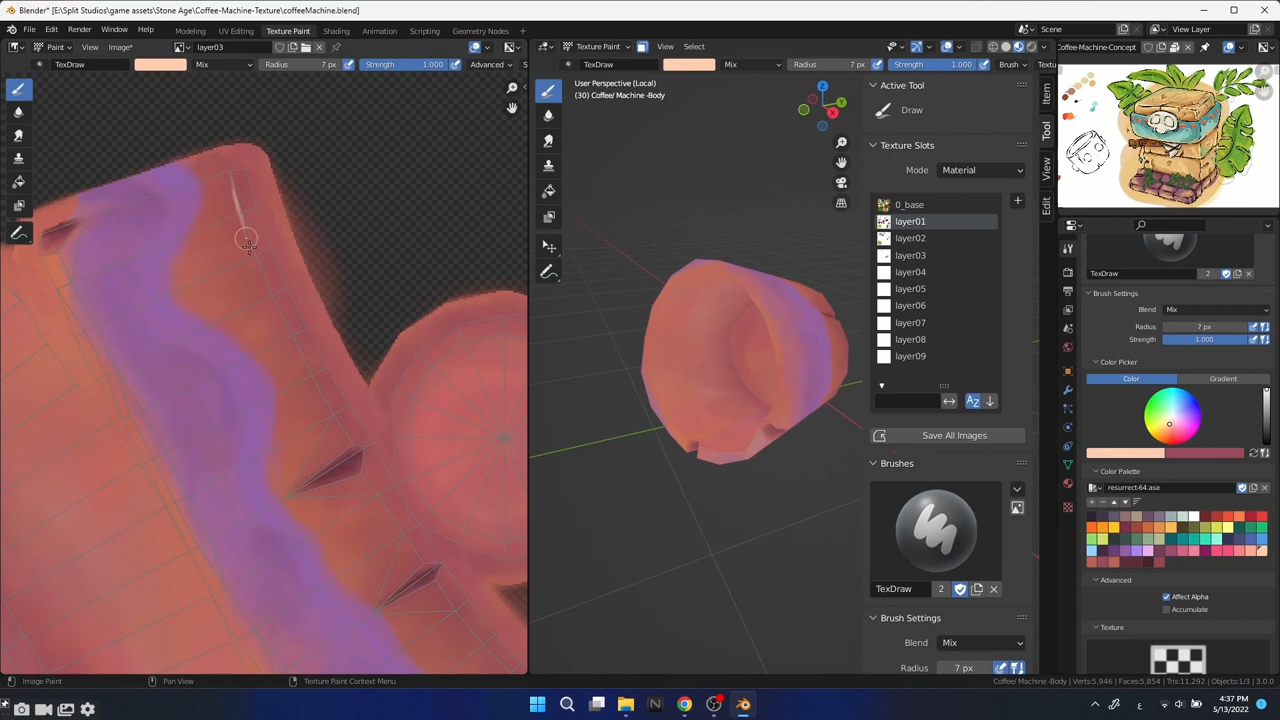 Blender* [E:\Split Studios\game assets\Stone Age\Coffee-Machine-Texture\coffeeMachine.blend]
File Edit Render Window Help Modeling UV Editing Texture Paint Shading Animation Scripting Geometry Nodes Scene View Layer
Paint View Image* layer03 Texture Paint View Select Coffee-Machine-Concept
TexDraw Mix Radius 7 px Strength 1.000 Advanced S TexDraw Mix Radius 7 px Strength 1.000 Brush Textu
User Perspective (Local)
(30) Coffe/ Machine -Body
Z
Y
X
Active Tool
Draw
Texture Slots
Mode Material
0_base
layer01
layer02
layer03
layer04
layer05
layer06
layer07
layer08
layer09
Save All Images
Brushes
TexDraw 2
Brush Settings
Blend Mix
Radius 7 px
Item
Tool
View
Edit
TexDraw 2
Brush Settings
Blend Mix
Radius 7 px
Strength 1.000
Color Picker
Color Gradient
Color Palette
resurrect-64.ase
Advanced
Affect Alpha
Accumulate
Texture
Image Paint Pan View Texture Paint Context Menu Coffe/ Machine -Body | Verts:5,946 | Faces:5,854 | Tris:11,292 | Objects:1/3 | 3.0.0
ع 4:37 PM
5/13/2022